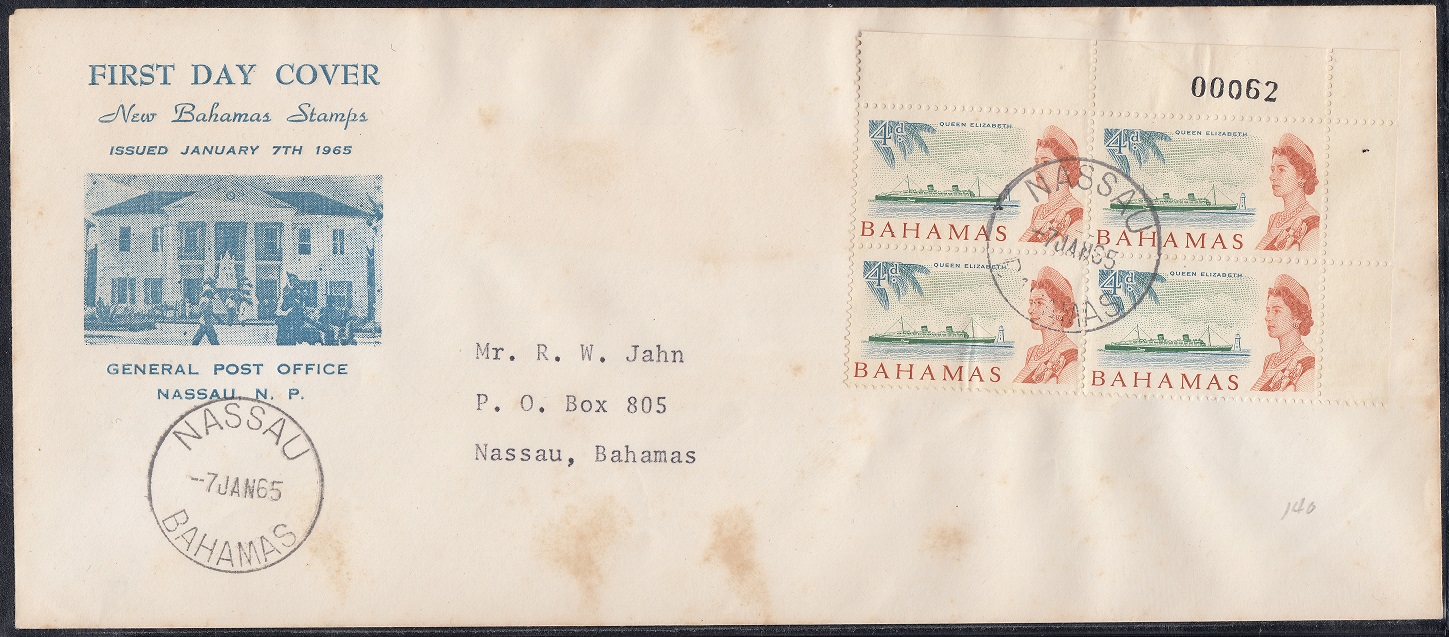 FIRST DAY COVER
New Bahamas Stamps
ISSUED JANUARY 7TH 1965
GENERAL POST OFFICE
NASSAU, N. P.
NASSAU
-7JAN65
BAHAMAS
Mr. R. W. Jahn
P. O. Box 805
Nassau, Bahamas
00062
4d.
QUEEN ELIZABETH
BAHAMAS
4d.
QUEEN ELIZABETH
BAHAMAS
4d.
QUEEN ELIZABETH
BAHAMAS
4d.
QUEEN ELIZABETH
BAHAMAS
NASSAU
-7JAN65
BAHAMAS
140